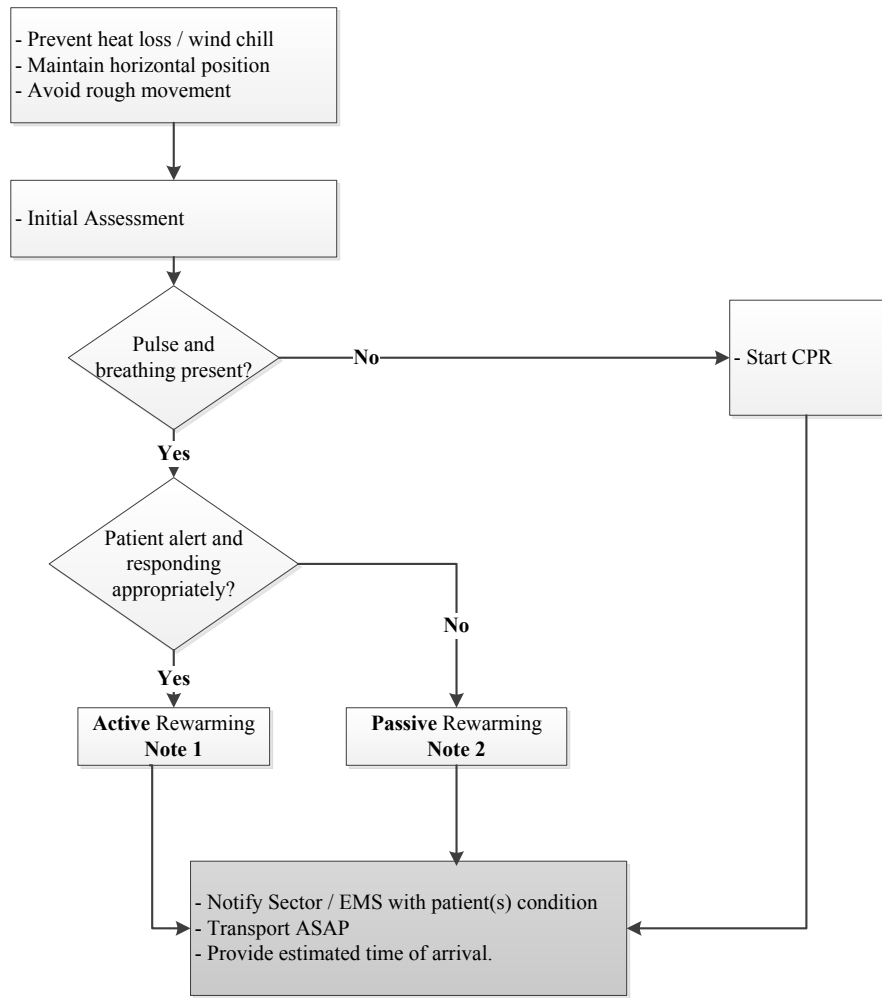 - Prevent heat loss / wind chill
- Maintain horizontal position
- Avoid rough movement
- Initial Assessment
Pulse and
breathing present?
No
- Start CPR
Yes
Patient alert and
responding
appropriately?
No
Yes
Active Rewarming
Note 1
Passive Rewarming
Note 2
- Notify Sector / EMS with patient(s) condition
- Transport ASAP
- Provide estimated time of arrival.